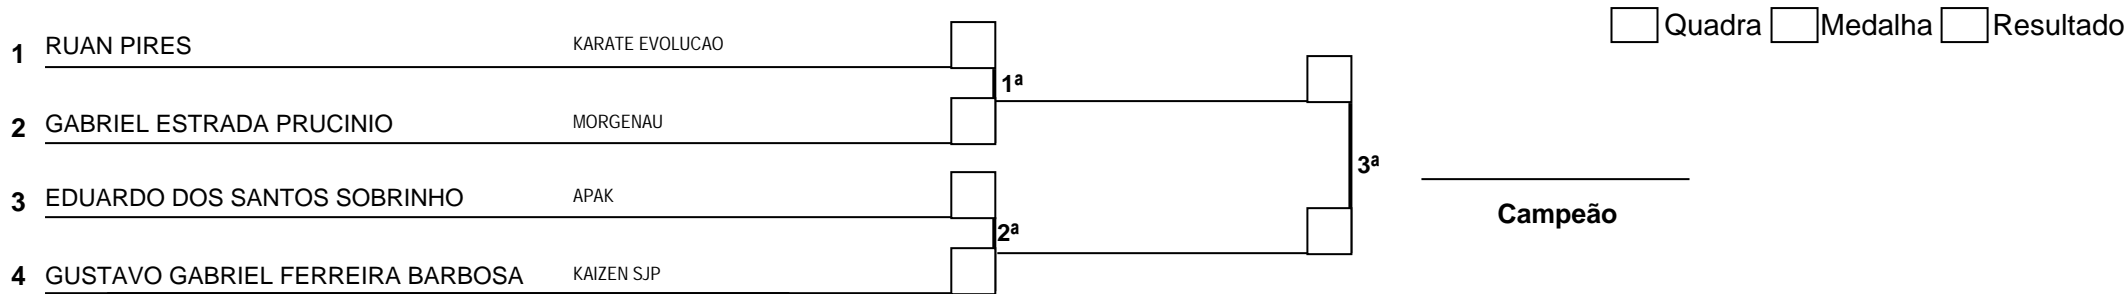 Quadra Medalha Resultado
1 RUAN PIRES KARATE EVOLUCAO
1ª
2 GABRIEL ESTRADA PRUCINIO MORGENAU
3ª
3 EDUARDO DOS SANTOS SOBRINHO APAK
Campeão
2ª
4 GUSTAVO GABRIEL FERREIRA BARBOSA KAIZEN SJP